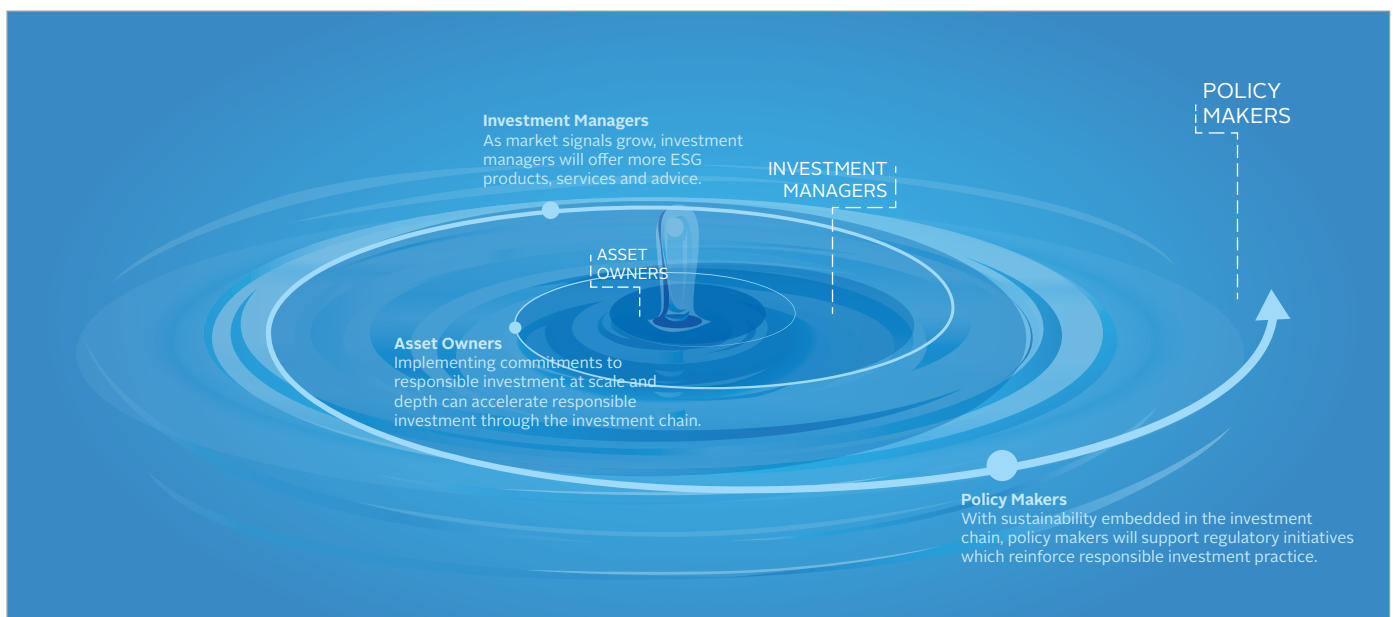 POLICY
MAKERS
Investment Managers
As market signals grow, investment
managers will offer more ESG
products, services and advice.
INVESTMENT
MANAGERS
ASSET
OWNERS
Asset Owners
Implementing commitments to
responsible investment at scale and
depth can accelerate responsible
investment through the investment chain.
Policy Makers
With sustainability embedded in the investment
chain, policy makers will support regulatory initiatives
which reinforce responsible investment practice.